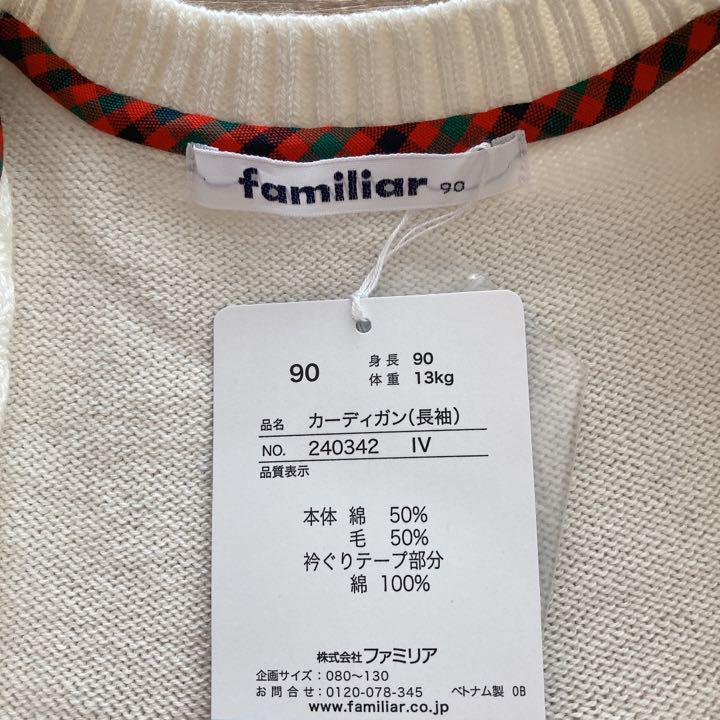 familiar 90
90
身長 90
体重 13kg
品名 カーディガン(長袖)
NO. 240342 IV
品質表示
本体 綿 50%
毛 50%
衿ぐりテープ部分
綿 100%
株式会社ファミリア
企画サイズ:080~130
お問合せ:0120-078-345 ベトナム製 0B
www.familiar.co.jp